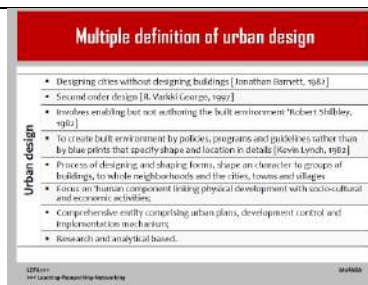 Multiple definition of urban design
Urban design
• Designing cities without designing buildings [Jonathan Barnett, 1982]
• Second order design [R. Varkki George, 1997]
• Involves enabling but not authoring the built environment "Robert Shibley,
1982]
• To create built environment by policies, programs and guidelines rather than
by blue prints that specify shape and location in details [Kevin Lynch, 1982]
• Process of designing and shaping forms, shape an character to groups of
buildings, to whole neighborhoods and the cities, towns and villages
• Focus on 'human component linking physical development with socio-cultural
and economic activities;
• Comprehensive entity comprising urban plans, development control and
implementation mechanism;
• Research and analytical based.
>>> Learning-Researching-Networking